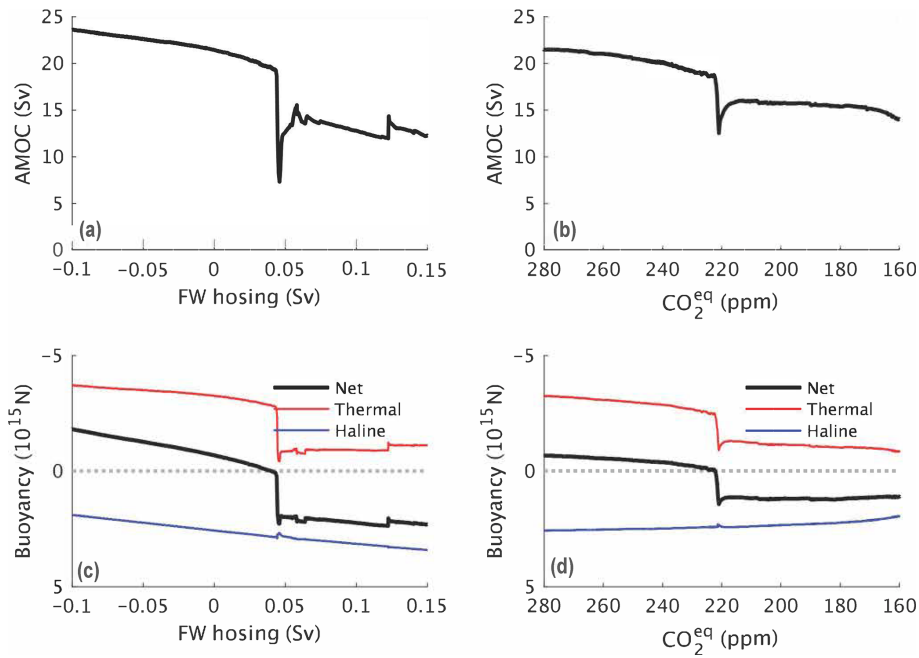 25
20
15
10
5
0
AMOC (Sv)
(a)
-0.1 -0.05 0 0.05 0.1 0.15
FW hosing (Sv)
25
20
15
10
5
0
AMOC (Sv)
(b)
280 260 240 220 200 180 160
CO₂^eq (ppm)
-5
0
5
Buoyancy (10^15 N)
Net
Thermal
Haline
(c)
-0.1 -0.05 0 0.05 0.1 0.15
FW hosing (Sv)
-5
0
5
Buoyancy (10^15 N)
Net
Thermal
Haline
(d)
280 260 240 220 200 180 160
CO₂^eq (ppm)